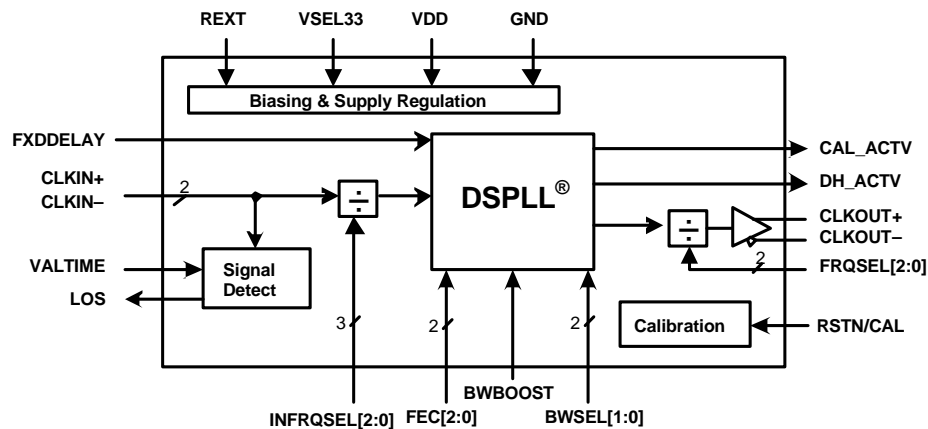 REXT VSEL33 VDD GND
Biasing & Supply Regulation
FXDDELAY
CLKIN+
CLKIN–
2
÷
DSPLL®
CAL_ACTV
DH_ACTV
÷
CLKOUT+
CLKOUT–
2
FRQSEL[2:0]
VALTIME
LOS
Signal
Detect
3
2
2
Calibration
RSTN/CAL
INFRQSEL[2:0]
FEC[2:0]
BWBOOST
BWSEL[1:0]